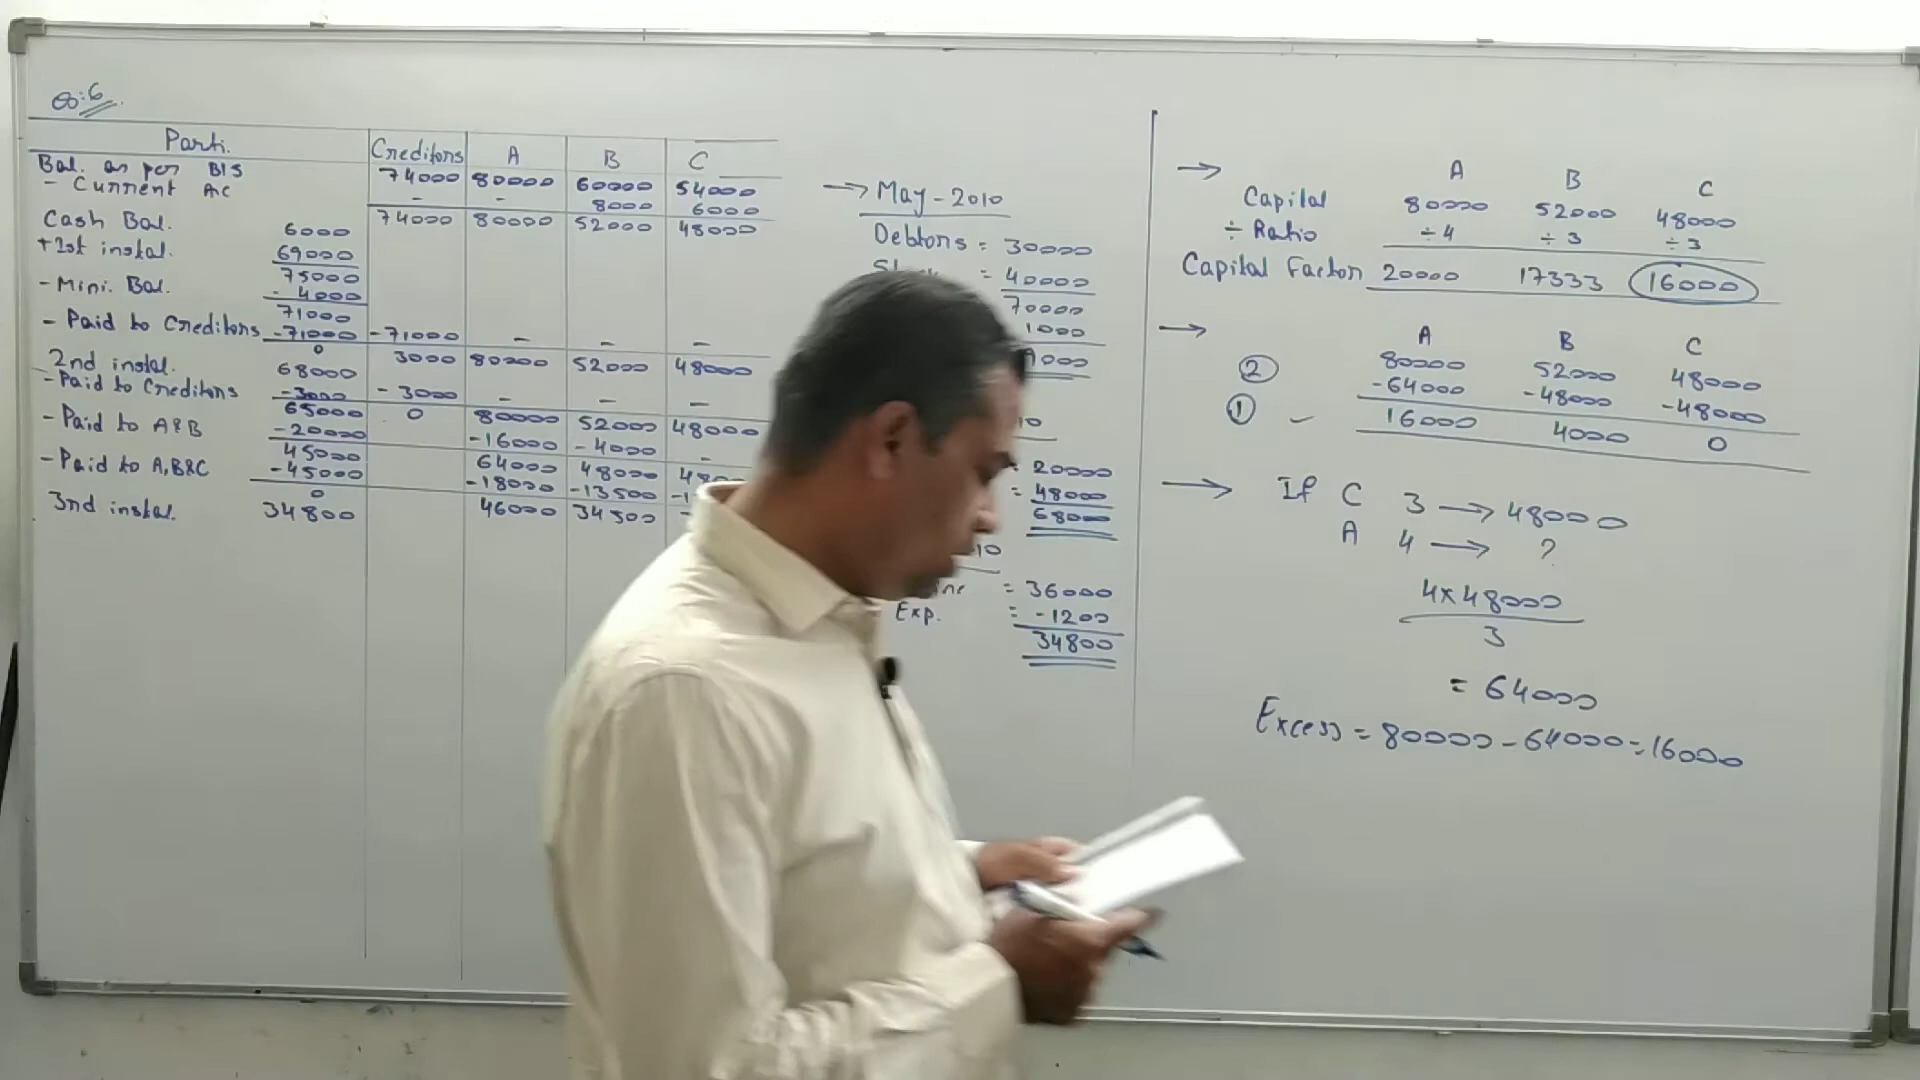 Parti. Creditors A B C
Bal. as per B/S 74000 80000 60000 54000
- Current A/C - - 8000 6000
74000 80000 52000 48000
Cash Bal. 6000
+1st instal. 69000
75000
- Mini. Bal. - 4000
71000
- Paid to Creditors -71000 -71000 - - -
0 3000 80000 52000 48000
2nd instal. 68000
- Paid to Creditors -3000 -3000 - - -
65000 0 80000 52000 48000
- Paid to A&B -20000 -16000 -4000 -
45000 64000 48000
- Paid to A,B&C -45000 -18000 -13500
0 46000 34500
3rd instal. 34800
→ May-2010
Debtors = 30000
= 40000
70000
1000
= 20000
= 48000
68000
= 36000
Exp. = -1200
34800
→ A B C
Capital 80000 52000 48000
÷ Ratio ÷4 ÷3 ÷3
Capital Factor 20000 17333 16000
→ A B C
② 80000 52000 48000
-64000 -48000 -48000
① - 16000 4000 0
→ If C 3 → 48000
A 4 → ?
4×48000
3
= 64000
Excess = 80000 - 64000 = 16000